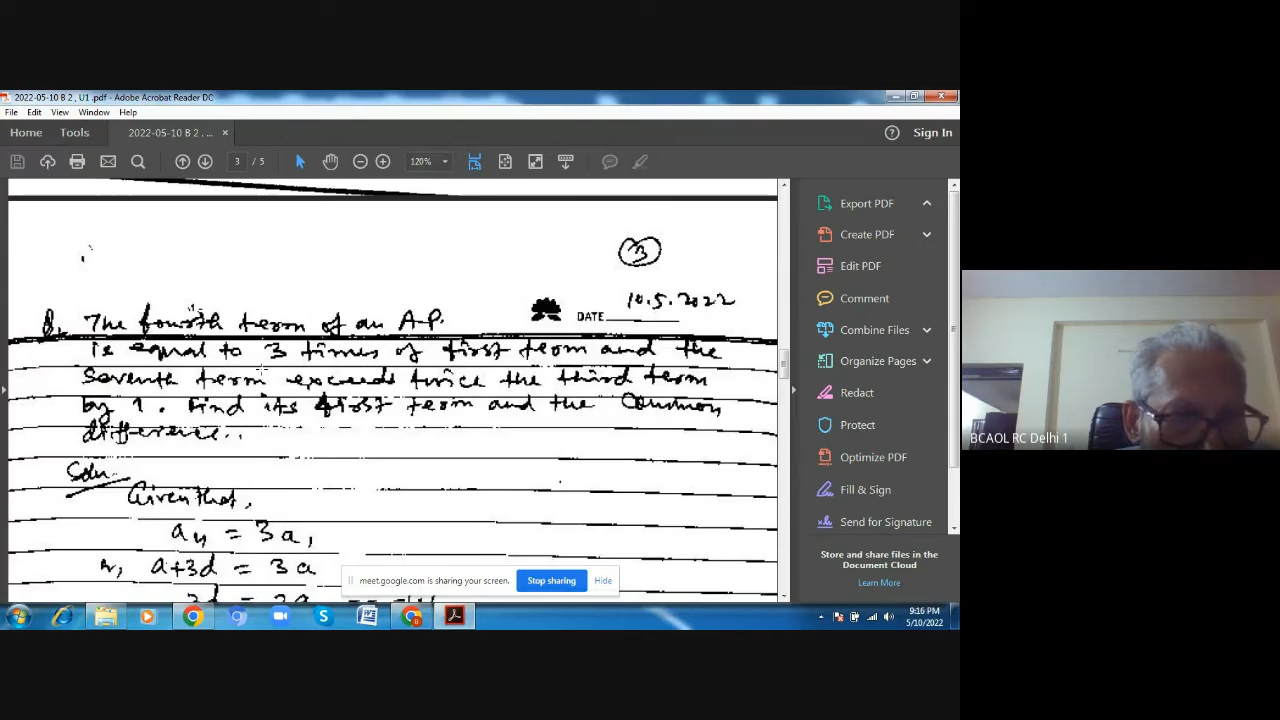 2022-05-10 B 2 , U1 .pdf - Adobe Acrobat Reader DC
File Edit View Window Help
Home Tools 2022-05-10 B 2 , ... × Sign In
3 / 5 120%
3
10.5.2022
DATE
Q. The fourth term of an A.P.
is equal to 3 times of first term and the
seventh term exceeds twice the third term
by 1. Find its first term and the Common
difference..
Soln.
Given that,
a4 = 3a,
or, a+3d = 3a
3d = 2a
Export PDF
Create PDF
Edit PDF
Comment
Combine Files
Organize Pages
Redact
Protect
Optimize PDF
Fill & Sign
Send for Signature
Store and share files in the
Document Cloud
Learn More
meet.google.com is sharing your screen. Stop sharing Hide
9:16 PM
5/10/2022
BCAOL RC Delhi 1